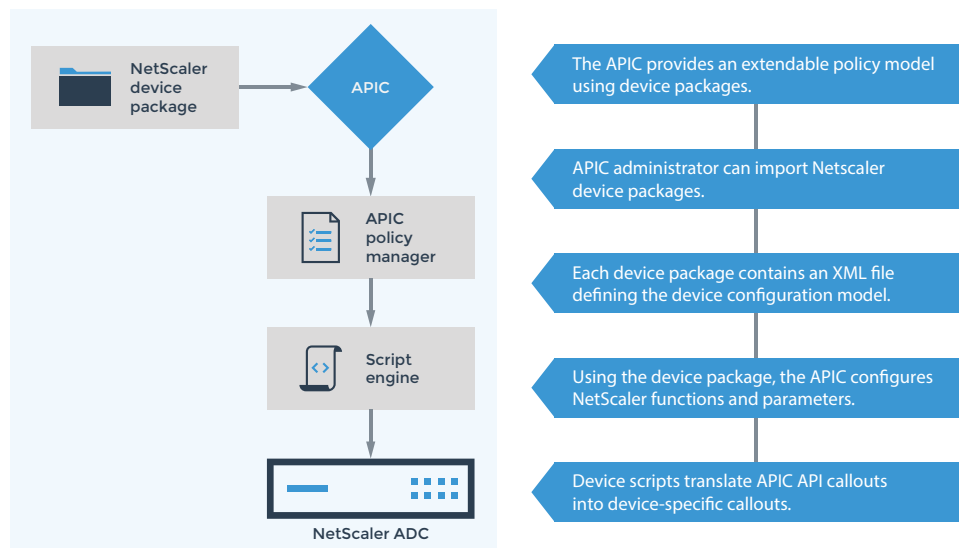 NetScaler
device
package
APIC
APIC
policy
manager
Script
engine
NetScaler ADC
The APIC provides an extendable policy model
using device packages.
APIC administrator can import Netscaler
device packages.
Each device package contains an XML file
defining the device configuration model.
Using the device package, the APIC configures
NetScaler functions and parameters.
Device scripts translate APIC API callouts
into device-specific callouts.